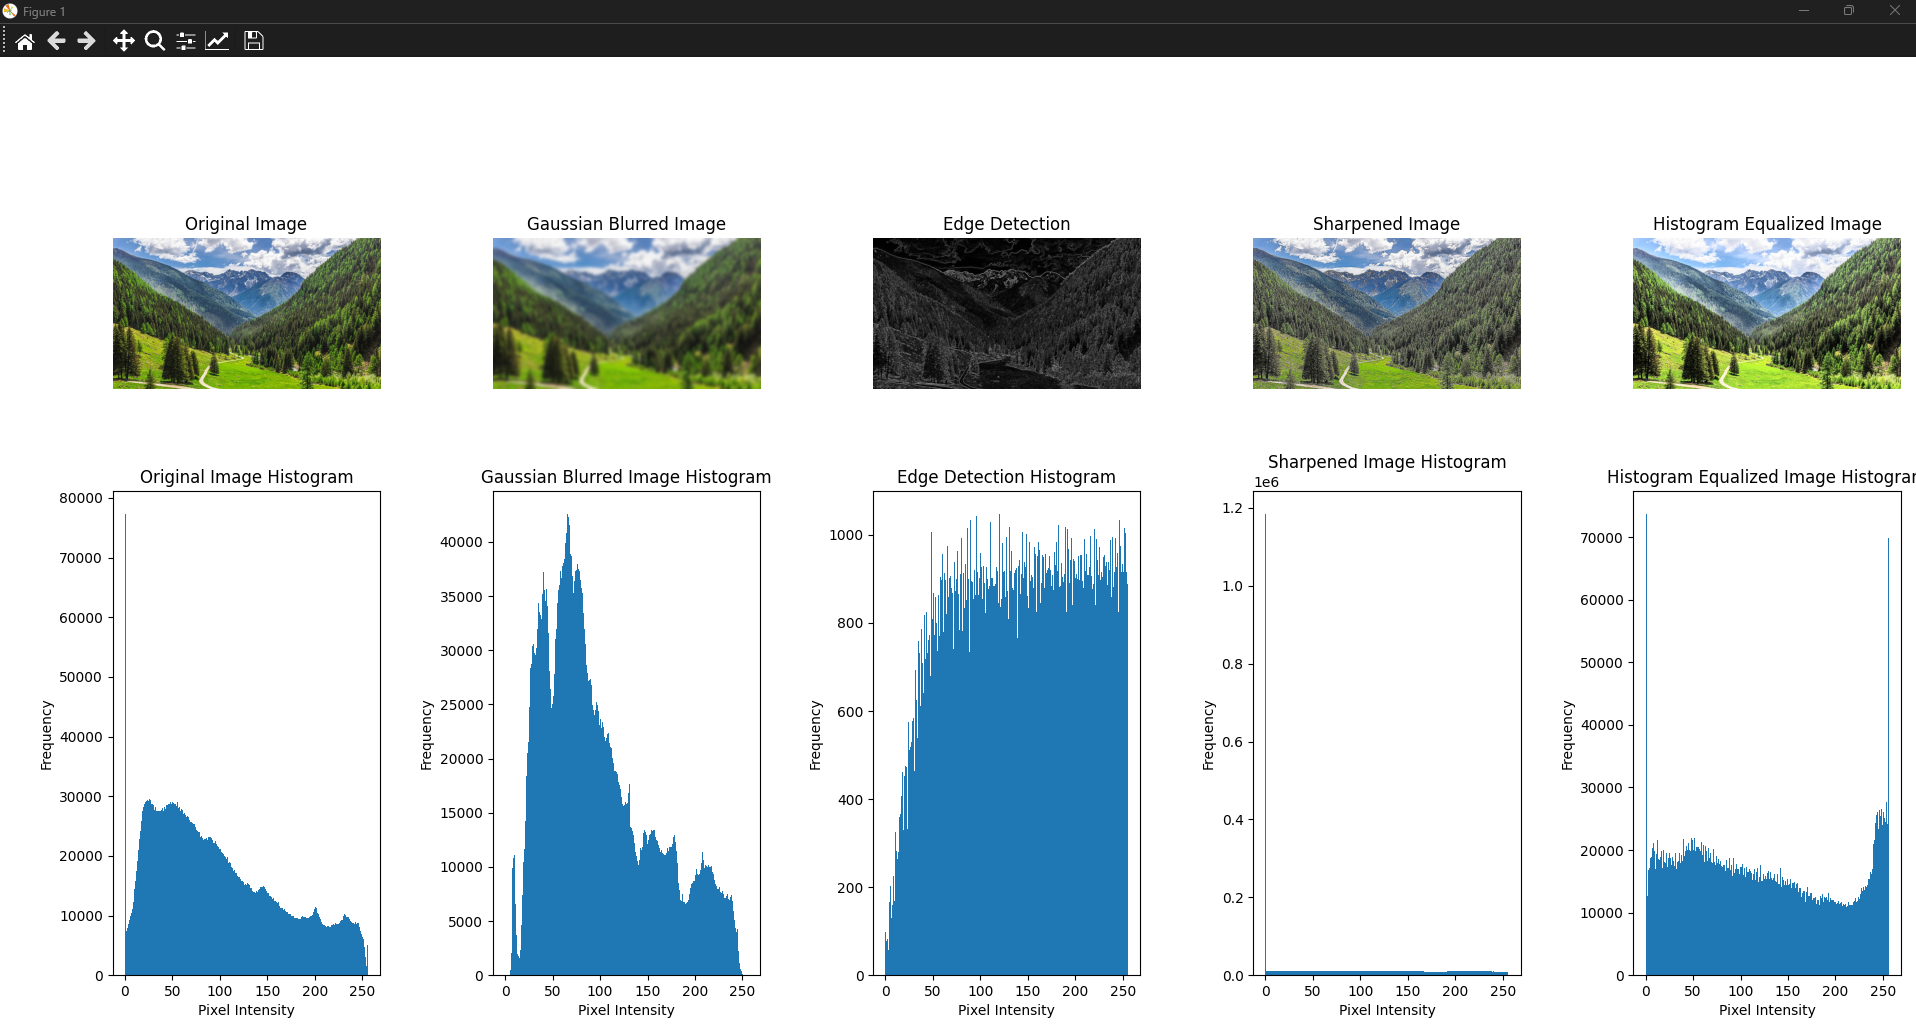 Figure 1
Original Image
Gaussian Blurred Image
Edge Detection
Sharpened Image
Histogram Equalized Image
Original Image Histogram
80000
70000
60000
50000
40000
30000
20000
10000
0
Frequency
0 50 100 150 200 250
Pixel Intensity
Gaussian Blurred Image Histogram
40000
35000
30000
25000
20000
15000
10000
5000
0
Frequency
0 50 100 150 200 250
Pixel Intensity
Edge Detection Histogram
1000
800
600
400
200
0
Frequency
0 50 100 150 200 250
Pixel Intensity
Sharpened Image Histogram
1e6
1.2
1.0
0.8
0.6
0.4
0.2
0.0
Frequency
0 50 100 150 200 250
Pixel Intensity
Histogram Equalized Image Histogram
70000
60000
50000
40000
30000
20000
10000
0
Frequency
0 50 100 150 200 250
Pixel Intensity